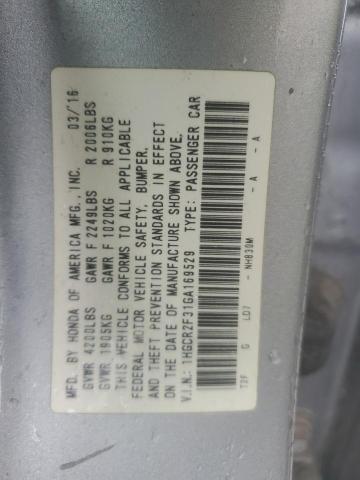 MFD. BY HONDA OF AMERICA MFG., INC. 03/16
GVWR 4200LBS GAWR F 2249LBS R 2006LBS
GVWR 1905KG GAWR F 1020KG R 910KG
THIS VEHICLE CONFORMS TO ALL APPLICABLE
FEDERAL MOTOR VEHICLE SAFETY, BUMPER,
AND THEFT PREVENTION STANDARDS IN EFFECT
ON THE DATE OF MANUFACTURE SHOWN ABOVE.
V.I.N.: 1HGCR2F31GA169529 TYPE: PASSENGER CAR
T2F G LD7 - NH830M - A - A